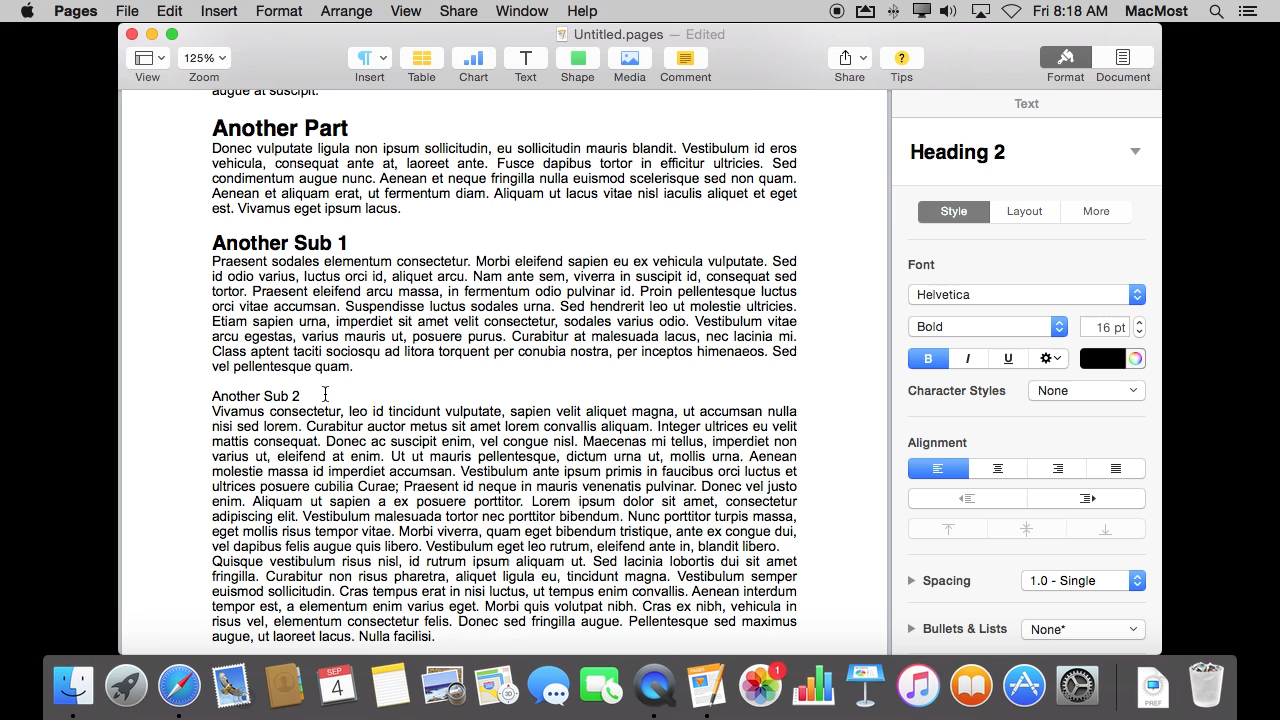 Pages File Edit Insert Format Arrange View Share Window Help Fri 8:18 AM MacMost
Untitled.pages — Edited
125%
View Zoom Insert Table Chart Text Shape Media Comment Share Tips Format Document
augue at suscipit.
Another Part
Donec vulputate ligula non ipsum sollicitudin, eu sollicitudin mauris blandit. Vestibulum id eros
vehicula, consequat ante at, laoreet ante. Fusce dapibus tortor in efficitur ultricies. Sed
condimentum augue nunc. Aenean et neque fringilla nulla euismod scelerisque sed non quam.
Aenean et aliquam erat, ut fermentum diam. Aliquam ut lacus vitae nisl iaculis aliquet et eget
est. Vivamus eget ipsum lacus.
Another Sub 1
Praesent sodales elementum consectetur. Morbi eleifend sapien eu ex vehicula vulputate. Sed
id odio varius, luctus orci id, aliquet arcu. Nam ante sem, viverra in suscipit id, consequat sed
tortor. Praesent eleifend arcu massa, in fermentum odio pulvinar id. Proin pellentesque luctus
orci vitae accumsan. Suspendisse luctus sodales urna. Sed hendrerit leo ut molestie ultricies.
Etiam sapien urna, imperdiet sit amet velit consectetur, sodales varius odio. Vestibulum vitae
arcu egestas, varius mauris ut, posuere purus. Curabitur at malesuada lacus, nec lacinia mi.
Class aptent taciti sociosqu ad litora torquent per conubia nostra, per inceptos himenaeos. Sed
vel pellentesque quam.
Another Sub 2
Vivamus consectetur, leo id tincidunt vulputate, sapien velit aliquet magna, ut accumsan nulla
nisi sed lorem. Curabitur auctor metus sit amet lorem convallis aliquam. Integer ultrices eu velit
mattis consequat. Donec ac suscipit enim, vel congue nisl. Maecenas mi tellus, imperdiet non
varius ut, eleifend at enim. Ut ut mauris pellentesque, dictum urna ut, mollis urna. Aenean
molestie massa id imperdiet accumsan. Vestibulum ante ipsum primis in faucibus orci luctus et
ultrices posuere cubilia Curae; Praesent id neque in mauris venenatis pulvinar. Donec vel justo
enim. Aliquam ut sapien a ex posuere porttitor. Lorem ipsum dolor sit amet, consectetur
adipiscing elit. Vestibulum malesuada tortor nec porttitor bibendum. Nunc porttitor turpis massa,
eget mollis risus tempor vitae. Morbi viverra, quam eget bibendum tristique, ante ex congue dui,
vel dapibus felis augue quis libero. Vestibulum eget leo rutrum, eleifend ante in, blandit libero.
Quisque vestibulum risus nisl, id rutrum ipsum aliquam ut. Sed lacinia lobortis dui sit amet
fringilla. Curabitur non risus pharetra, aliquet ligula eu, tincidunt magna. Vestibulum semper
euismod sollicitudin. Cras tempus erat in nisi luctus, ut tempus enim convallis. Aenean interdum
tempor est, a elementum enim varius eget. Morbi quis volutpat nibh. Cras ex nibh, vehicula in
risus vel, elementum consectetur felis. Donec sed fringilla augue. Pellentesque sed maximus
augue, ut laoreet lacus. Nulla facilisi.
Text
Heading 2
Style Layout More
Font
Helvetica
Bold 16 pt
B I U
Character Styles None
Alignment
Spacing 1.0 - Single
Bullets & Lists None*
SEP
4
1
PREF